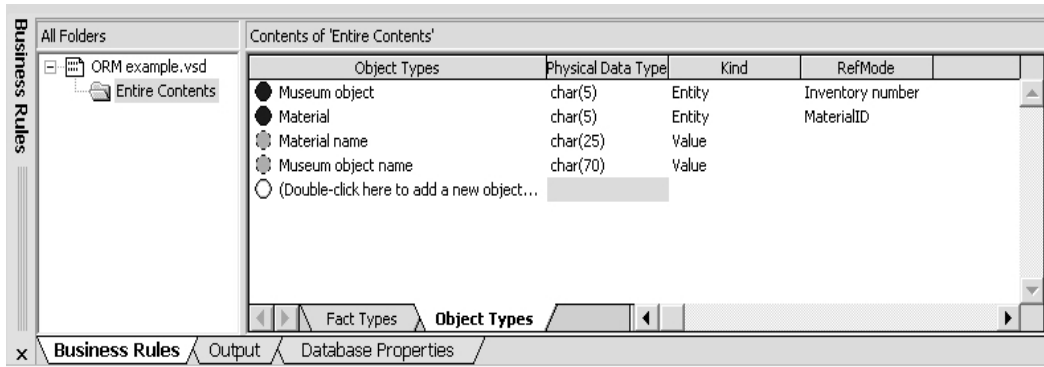 Business Rules
All Folders
ORM example.vsd
Entire Contents
Contents of 'Entire Contents'
Object Types Physical Data Type Kind RefMode
Museum object char(5) Entity Inventory number
Material char(5) Entity MaterialID
Material name char(25) Value
Museum object name char(70) Value
(Double-click here to add a new object...
Fact Types Object Types
Business Rules Output Database Properties